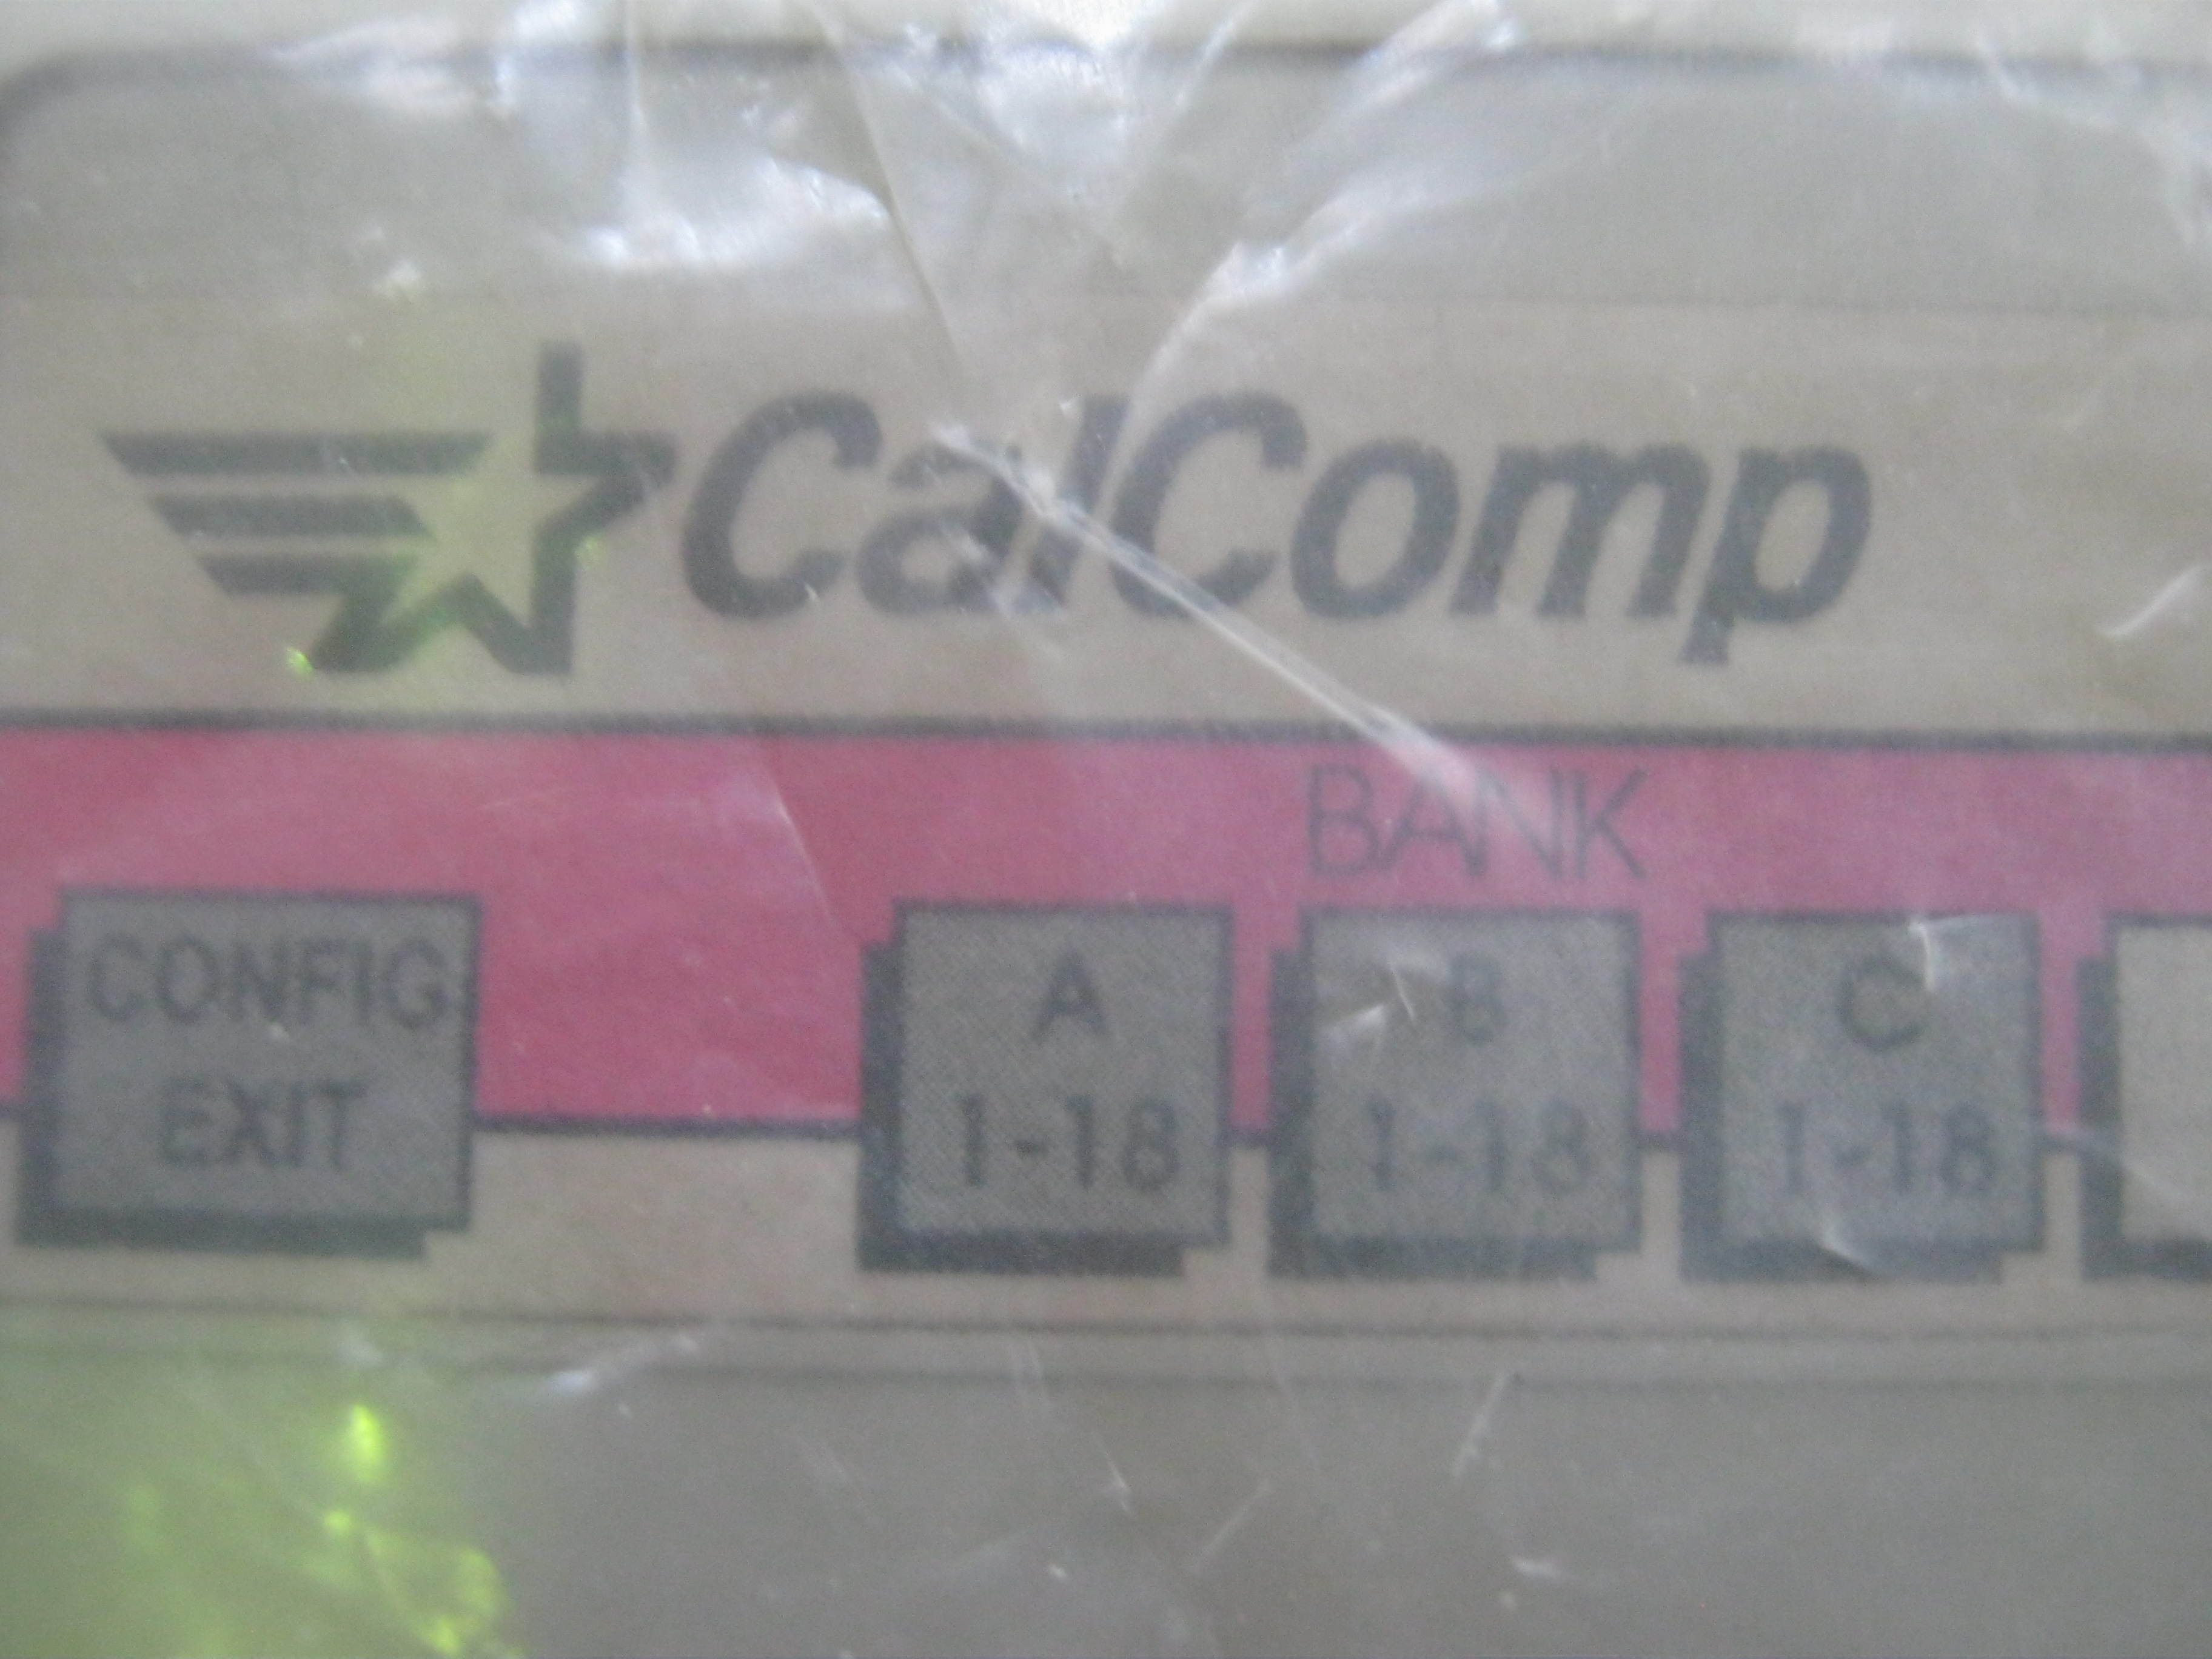 CalComp
BANK
CONFIG
EXIT
A
1-18
B
1-18
C
1-18